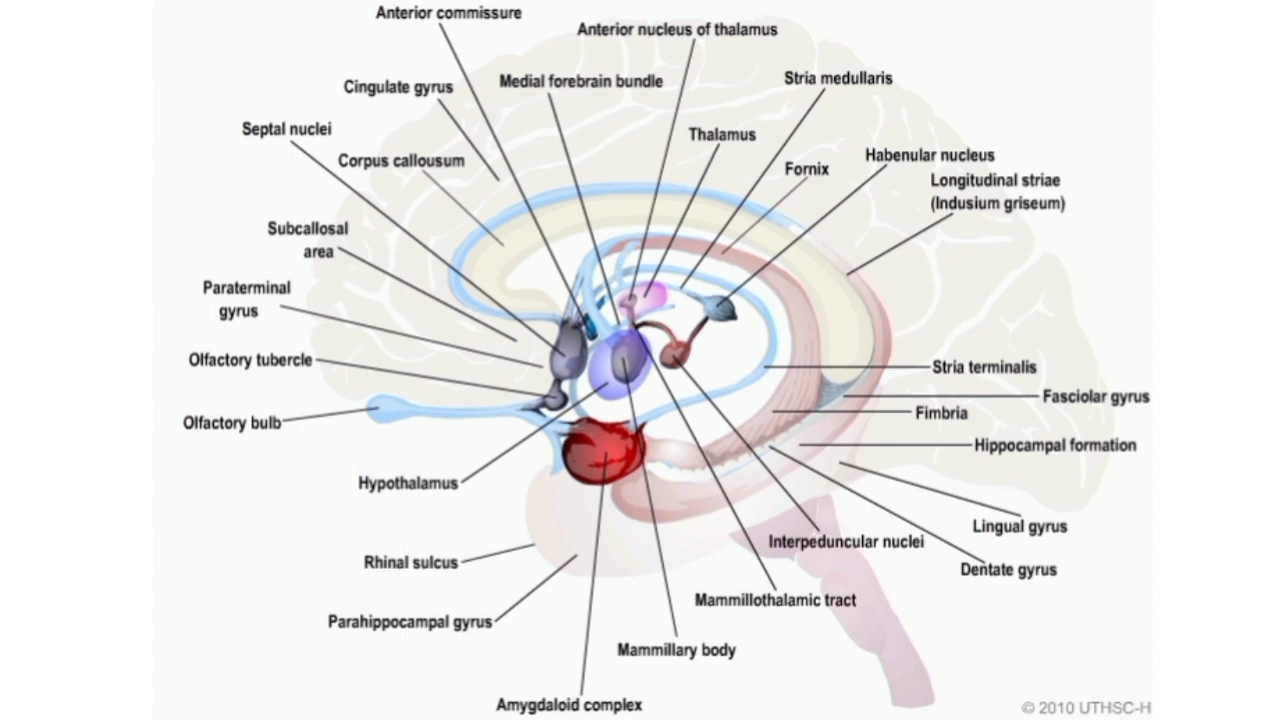 Anterior commissure
Anterior nucleus of thalamus
Cingulate gyrus
Medial forebrain bundle
Stria medullaris
Septal nuclei
Corpus callousum
Thalamus
Fornix
Habenular nucleus
Longitudinal striae
(Indusium griseum)
Subcallosal
area
Paraterminal
gyrus
Olfactory tubercle
Stria terminalis
Fasciolar gyrus
Olfactory bulb
Fimbria
Hippocampal formation
Hypothalamus
Lingual gyrus
Interpeduncular nuclei
Rhinal sulcus
Dentate gyrus
Mammillothalamic tract
Parahippocampal gyrus
Mammillary body
Amygdaloid complex
© 2010 UTHSC-H